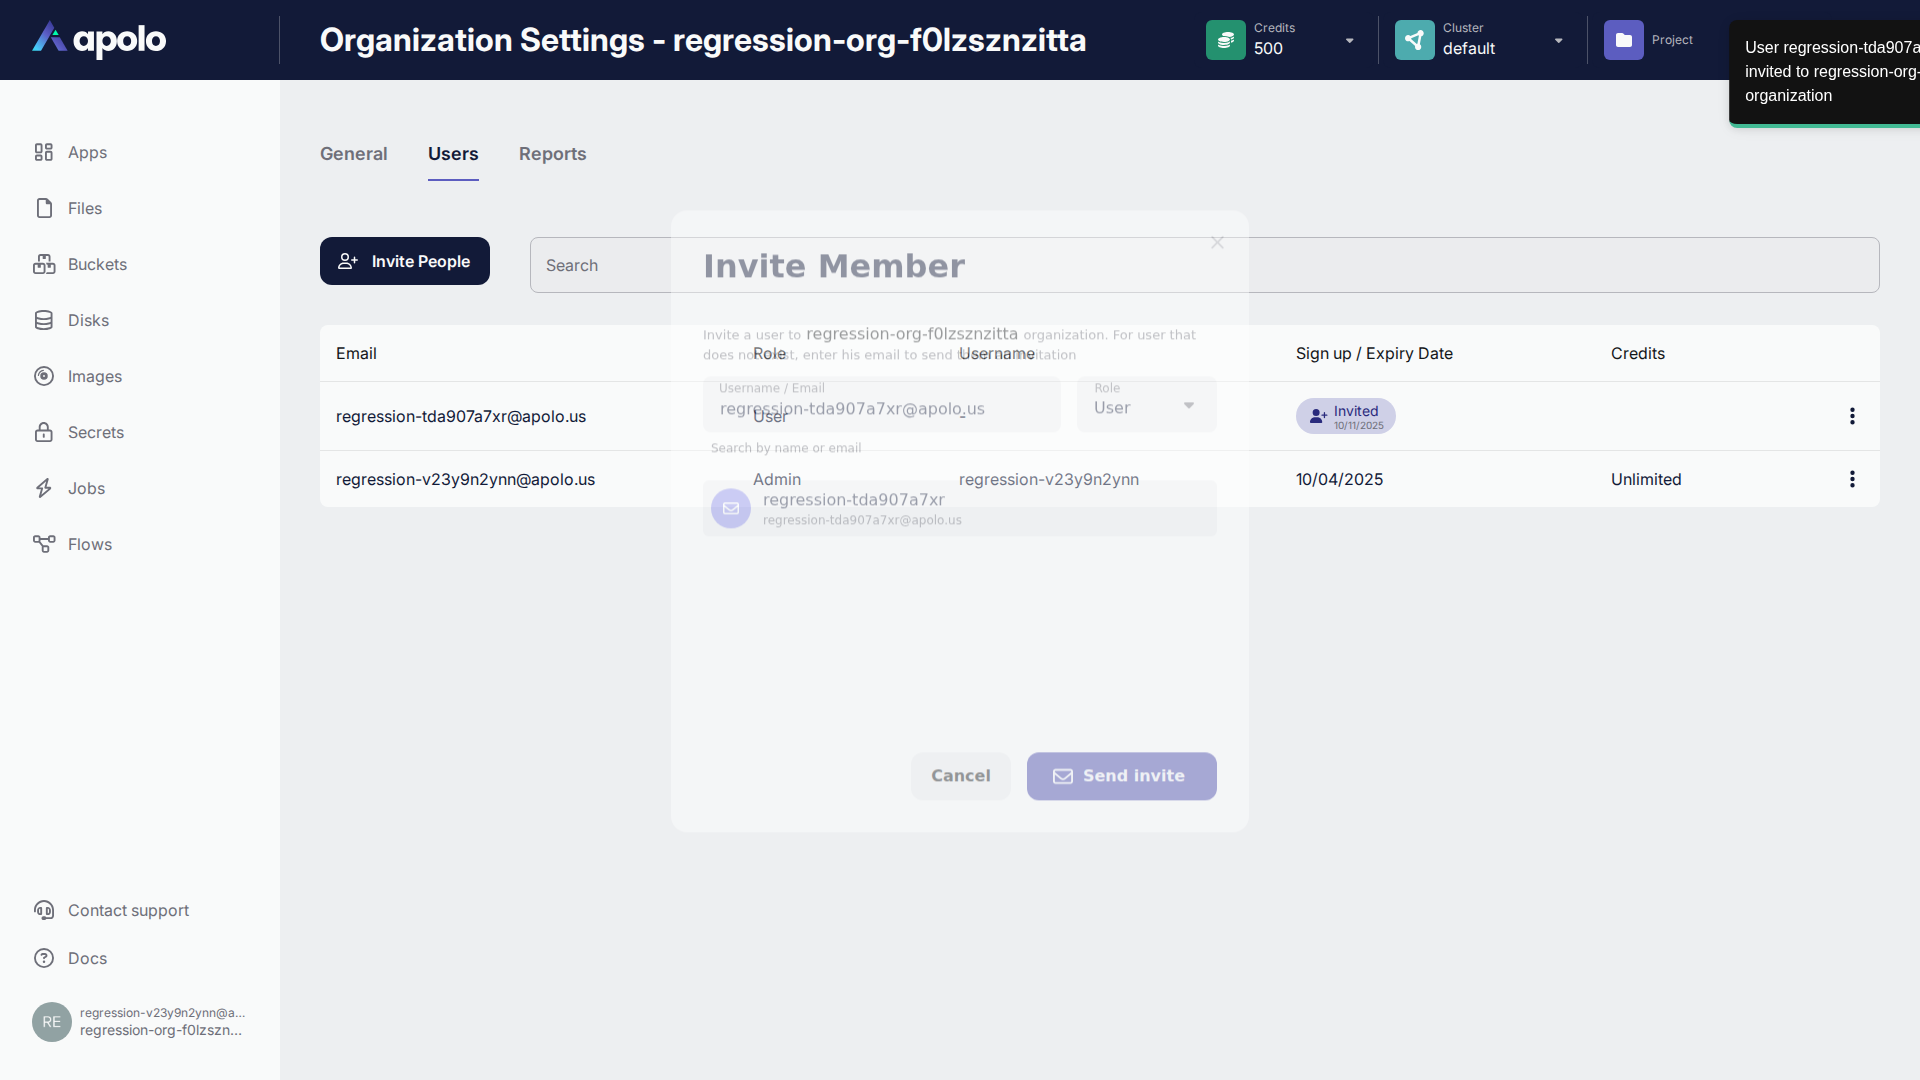 apolo
Organization Settings - regression-org-f0lzsznzitta
Credits
500
Cluster
default
Project
User regression-tda907a
invited to regression-org-
organization
Apps
Files
Buckets
Disks
Images
Secrets
Jobs
Flows
Contact support
Docs
RE
regression-v23y9n2ynn@a...
regression-org-f0lzszn...
General
Users
Reports
Invite People
Search
Email
Role
Username
Sign up / Expiry Date
Credits
regression-tda907a7xr@apolo.us
User
-
Invited
10/11/2025
regression-v23y9n2ynn@apolo.us
Admin
regression-v23y9n2ynn
10/04/2025
Unlimited
Invite Member
Invite a user to regression-org-f0lzsznzitta organization. For user that
does not exist, enter his email to send invitation
Username / Email
regression-tda907a7xr@apolo.us
Role
User
Search by name or email
regression-tda907a7xr
regression-tda907a7xr@apolo.us
Cancel
Send invite